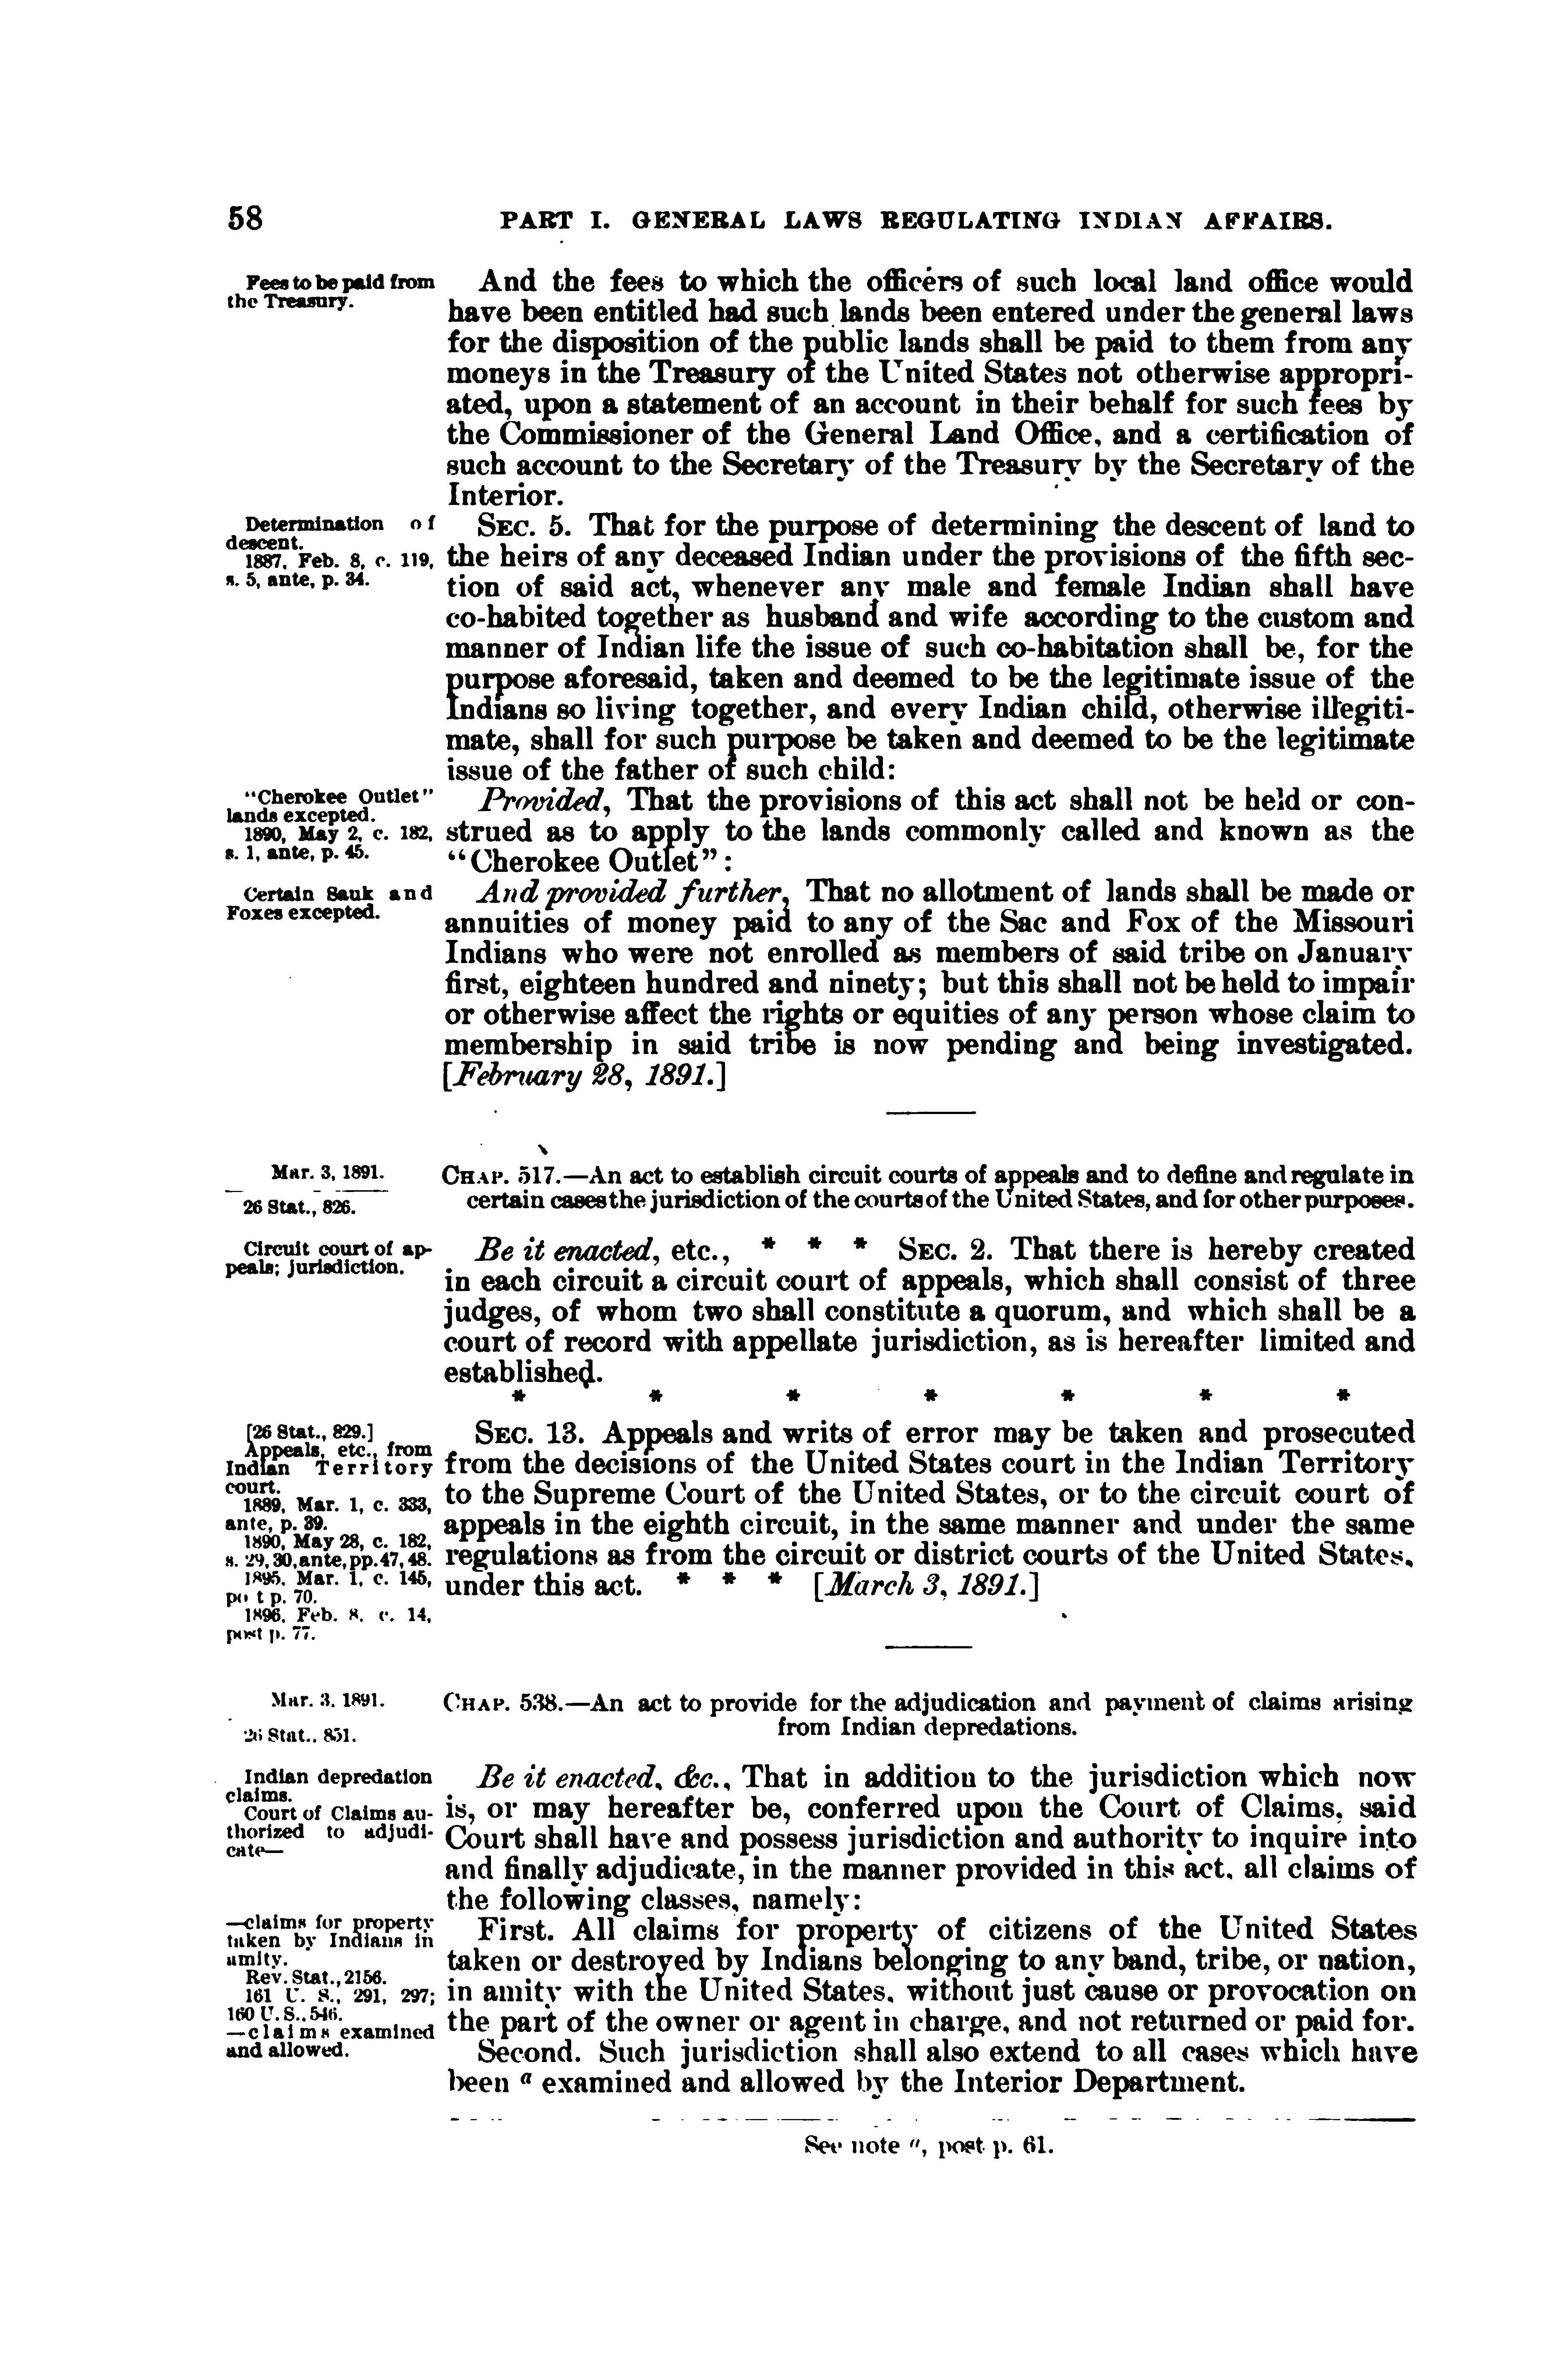 58
PART I. GENERAL LAWS REGULATING INDIAN AFFAIRS.
Fees to be paid from
the Treasury.
And the fees to which the officers of such local land office would
have been entitled had such lands been entered under the general laws
for the disposition of the public lands shall be paid to them from any
moneys in the Treasury of the United States not otherwise appropri-
ated, upon a statement of an account in their behalf for such fees by
the Commissioner of the General Land Office, and a certification of
such account to the Secretary of the Treasury by the Secretary of the
Interior.
Determination of
descent.
1887, Feb. 8, c. 119,
s. 5, ante, p. 34.
SEC. 5. That for the purpose of determining the descent of land to
the heirs of any deceased Indian under the provisions of the fifth sec-
tion of said act, whenever any male and female Indian shall have
co-habited together as husband and wife according to the custom and
manner of Indian life the issue of such co-habitation shall be, for the
purpose aforesaid, taken and deemed to be the legitimate issue of the
Indians so living together, and every Indian child, otherwise illegiti-
mate, shall for such purpose be taken and deemed to be the legitimate
issue of the father of such child:
"Cherokee Outlet"
lands excepted.
1890, May 2, c. 182,
s. 1, ante, p. 45.
Provided, That the provisions of this act shall not be held or con-
strued as to apply to the lands commonly called and known as the
"Cherokee Outlet":
Certain Sauk and
Foxes excepted.
And provided further, That no allotment of lands shall be made or
annuities of money paid to any of the Sac and Fox of the Missouri
Indians who were not enrolled as members of said tribe on January
first, eighteen hundred and ninety; but this shall not be held to impair
or otherwise affect the rights or equities of any person whose claim to
membership in said tribe is now pending and being investigated.
[February 28, 1891.]
Mar. 3, 1891.
26 Stat., 826.
CHAP. 517.—An act to establish circuit courts of appeals and to define and regulate in
certain cases the jurisdiction of the courts of the United States, and for other purposes.
Circuit court of ap-
peals; jurisdiction.
Be it enacted, etc., * * * SEC. 2. That there is hereby created
in each circuit a circuit court of appeals, which shall consist of three
judges, of whom two shall constitute a quorum, and which shall be a
court of record with appellate jurisdiction, as is hereafter limited and
established.
* * * * * * *
[26 Stat., 829.]
Appeals, etc., from
Indian Territory
court.
1889, Mar. 1, c. 333,
ante, p. 39.
1890, May 28, c. 182,
s. 29, 30, ante, pp. 47, 48.
1895, Mar. 1, c. 145,
po t p. 70.
1896, Feb. 8, c. 14,
post p. 77.
SEC. 13. Appeals and writs of error may be taken and prosecuted
from the decisions of the United States court in the Indian Territory
to the Supreme Court of the United States, or to the circuit court of
appeals in the eighth circuit, in the same manner and under the same
regulations as from the circuit or district courts of the United States,
under this act. * * * [March 3, 1891.]
Mar. 3, 1891.
26 Stat., 851.
CHAP. 538.—An act to provide for the adjudication and payment of claims arising
from Indian depredations.
Indian depredation
claims.
Court of Claims au-
thorized to adjudi-
cate—
Be it enacted, &c., That in addition to the jurisdiction which now
is, or may hereafter be, conferred upon the Court of Claims, said
Court shall have and possess jurisdiction and authority to inquire into
and finally adjudicate, in the manner provided in this act, all claims of
the following classes, namely:
—claims for property
taken by Indians in
amity.
Rev. Stat., 2156.
161 U. S., 291, 297;
160 U. S., 546.
First. All claims for property of citizens of the United States
taken or destroyed by Indians belonging to any band, tribe, or nation,
in amity with the United States, without just cause or provocation on
the part of the owner or agent in charge, and not returned or paid for.
—claims examined
and allowed.
Second. Such jurisdiction shall also extend to all cases which have
been a examined and allowed by the Interior Department.
See note a, post p. 61.